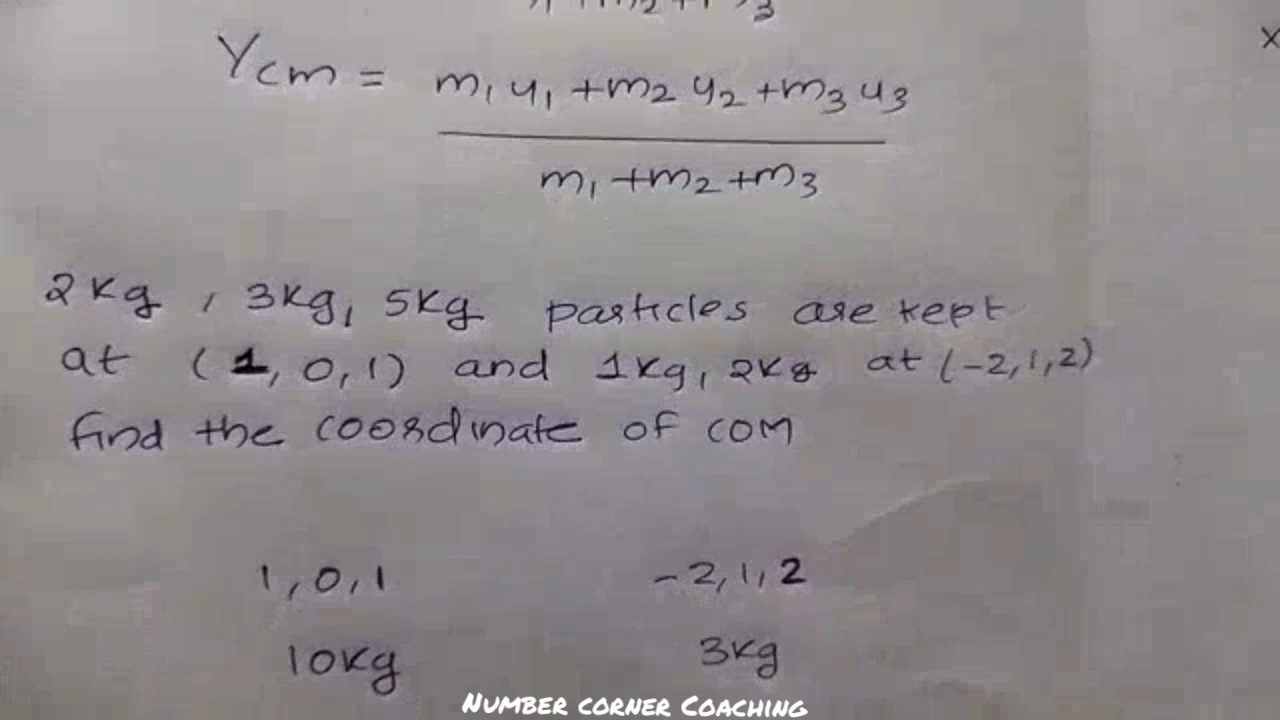 Ycm = m1 y1 + m2 y2 + m3 y3
m1 + m2 + m3
2 kg, 3kg, 5kg particles are kept
at (1, 0, 1) and 1kg, 2kg at (-2, 1, 2)
find the coordinate of COM
1, 0, 1 -2, 1, 2
10kg 3kg
NUMBER CORNER COACHING